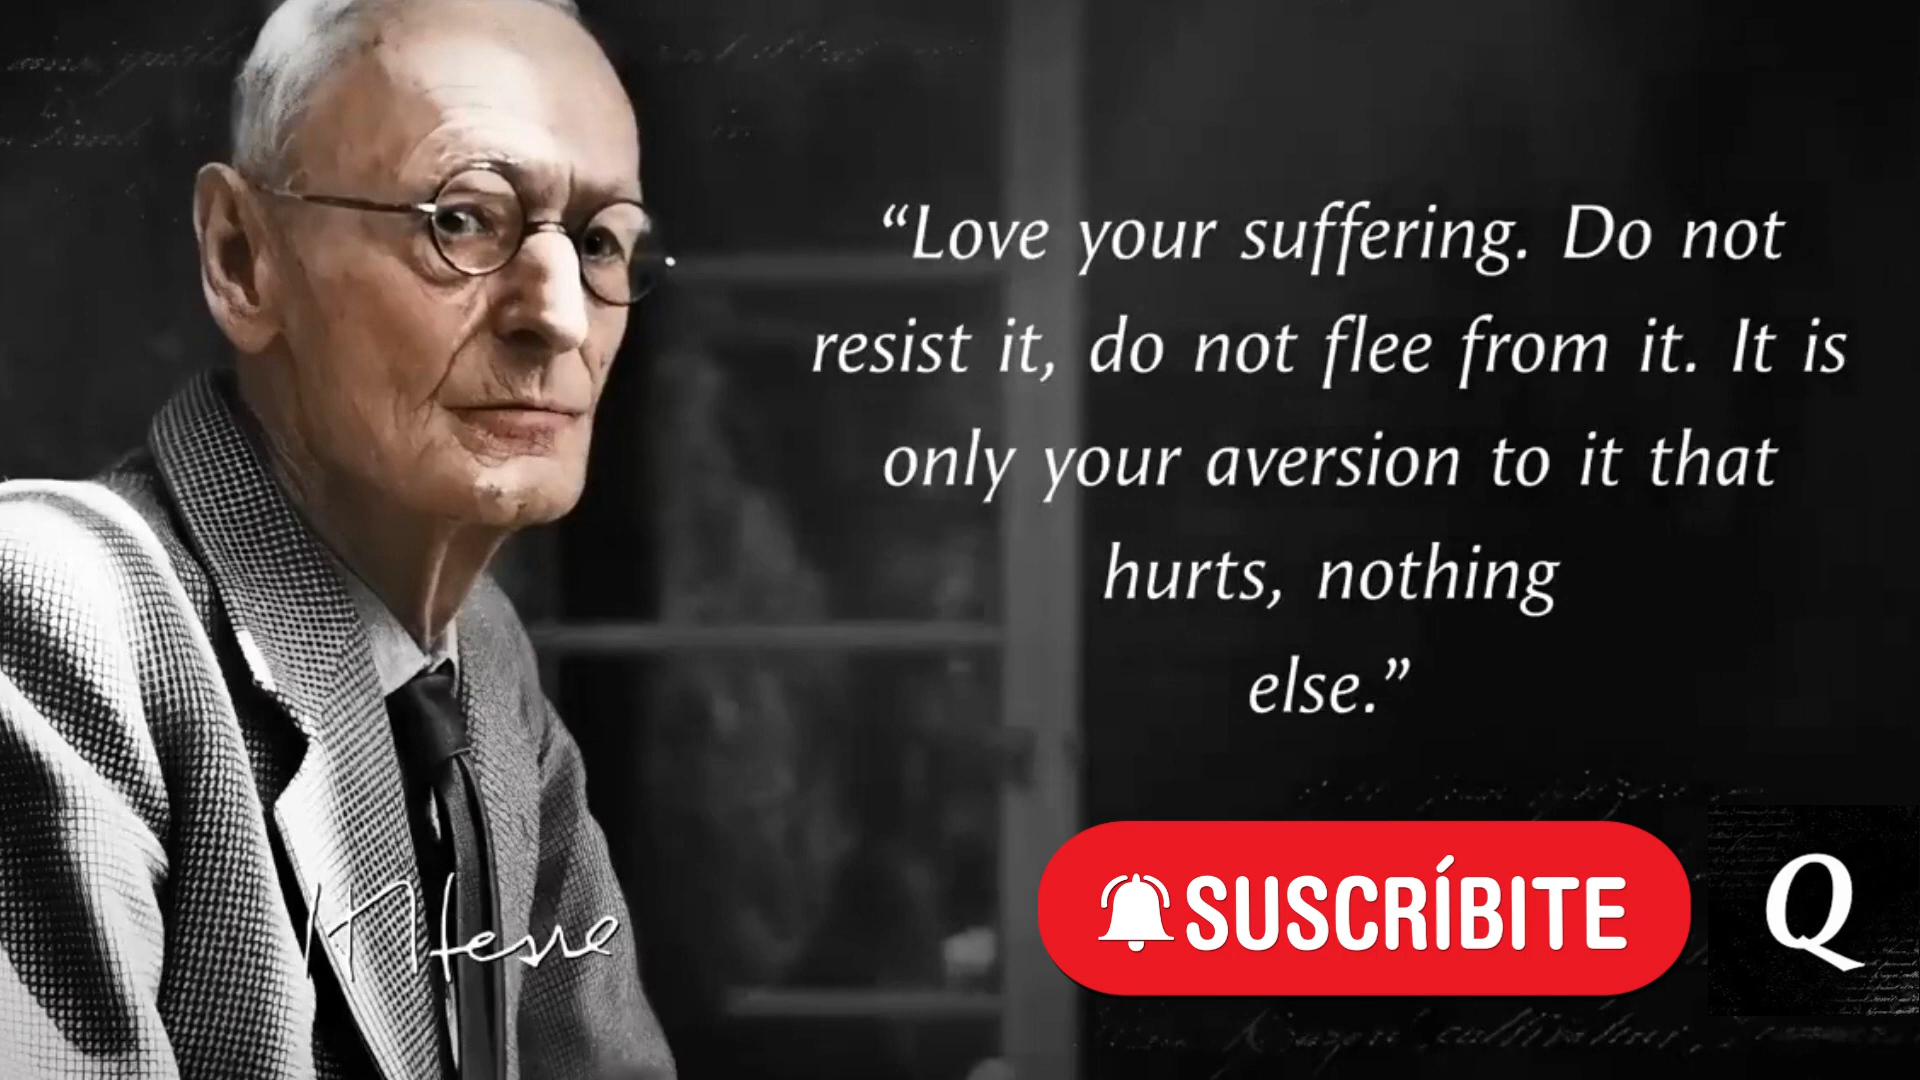 “Love your suffering. Do not
resist it, do not flee from it. It is
only your aversion to it that
hurts, nothing
else.”
HHesse
SUSCRÍBITE
Q